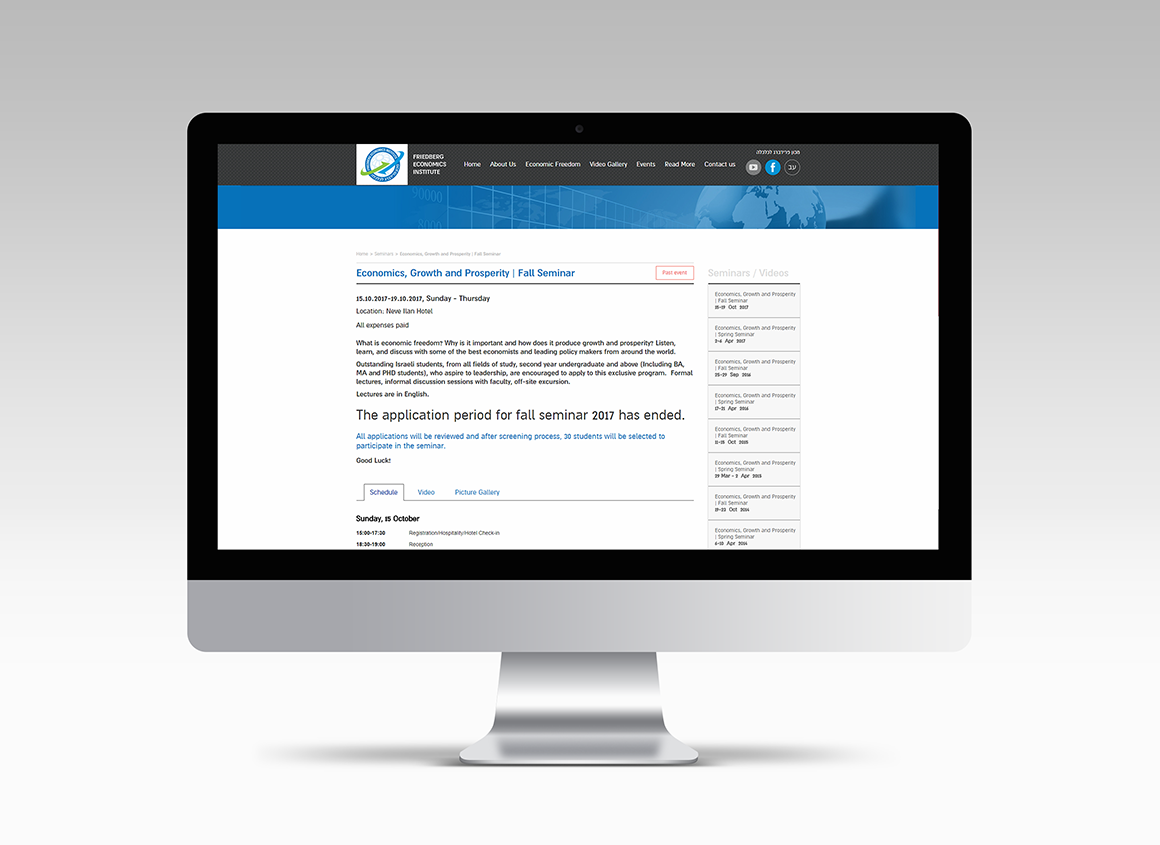 FRIEDBERG
ECONOMICS
INSTITUTE
Home About Us Economic Freedom Video Gallery Events Read More Contact us
מכון פרידברג לכלכלה
עב
90000
Home > Seminars > Economics, Growth and Prosperity | Fall Seminar
Economics, Growth and Prosperity | Fall Seminar
Past event
15.10.2017-19.10.2017, Sunday - Thursday
Location: Neve Ilan Hotel
All expenses paid
What is economic freedom? Why is it important and how does it produce growth and prosperity? Listen,
learn, and discuss with some of the best economists and leading policy makers from around the world.
Outstanding Israeli students, from all fields of study, second year undergraduate and above (Including BA,
MA and PHD students), who aspire to leadership, are encouraged to apply to this exclusive program. Formal
lectures, informal discussion sessions with faculty, off-site excursion.
Lectures are in English.
The application period for fall seminar 2017 has ended.
All applications will be reviewed and after screening process, 30 students will be selected to
participate in the seminar.
Good Luck!
Schedule Video Picture Gallery
Sunday, 15 October
15:00-17:30 Registration/Hospitality/Hotel Check-in
18:30-19:00 Reception
Seminars / Videos
Economics, Growth and Prosperity
| Fall Seminar
15-19 Oct 2017
Economics, Growth and Prosperity
| Spring Seminar
2-6 Apr 2017
Economics, Growth and Prosperity
| Fall Seminar
25-29 Sep 2016
Economics, Growth and Prosperity
| Spring Seminar
17-21 Apr 2016
Economics, Growth and Prosperity
| Fall Seminar
11-15 Oct 2015
Economics, Growth and Prosperity
| Spring Seminar
29 Mar - 2 Apr 2015
Economics, Growth and Prosperity
| Fall Seminar
19-23 Oct 2014
Economics, Growth and Prosperity
| Spring Seminar
6-10 Apr 2014